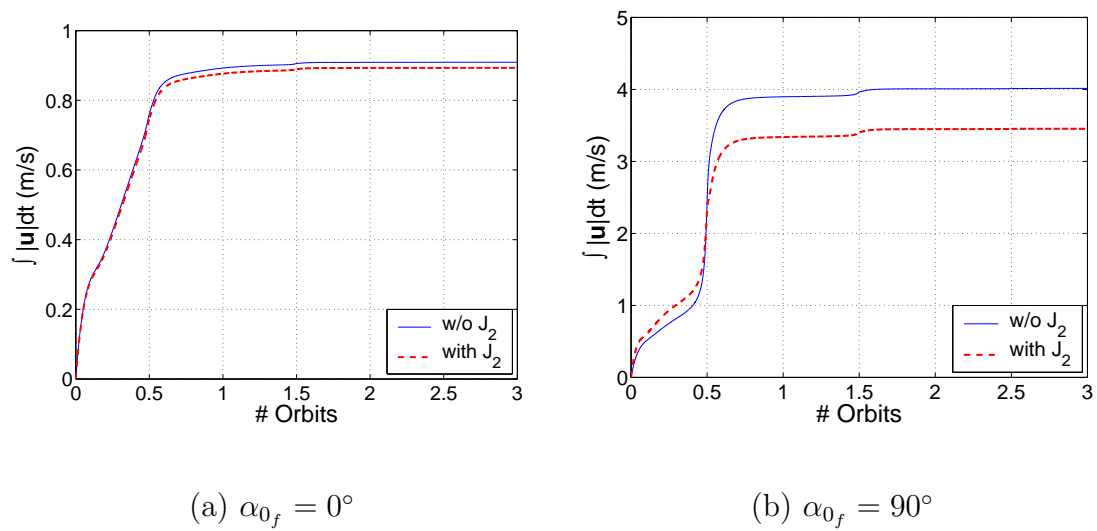 1
0.8
0.6
0.4
0.2
0
0 0.5 1 1.5 2 2.5 3
∫ |u|dt (m/s)
# Orbits
w/o J₂
with J₂
(a) α₀_f = 0°
5
4
3
2
1
0
0 0.5 1 1.5 2 2.5 3
∫ |u|dt (m/s)
# Orbits
w/o J₂
with J₂
(b) α₀_f = 90°